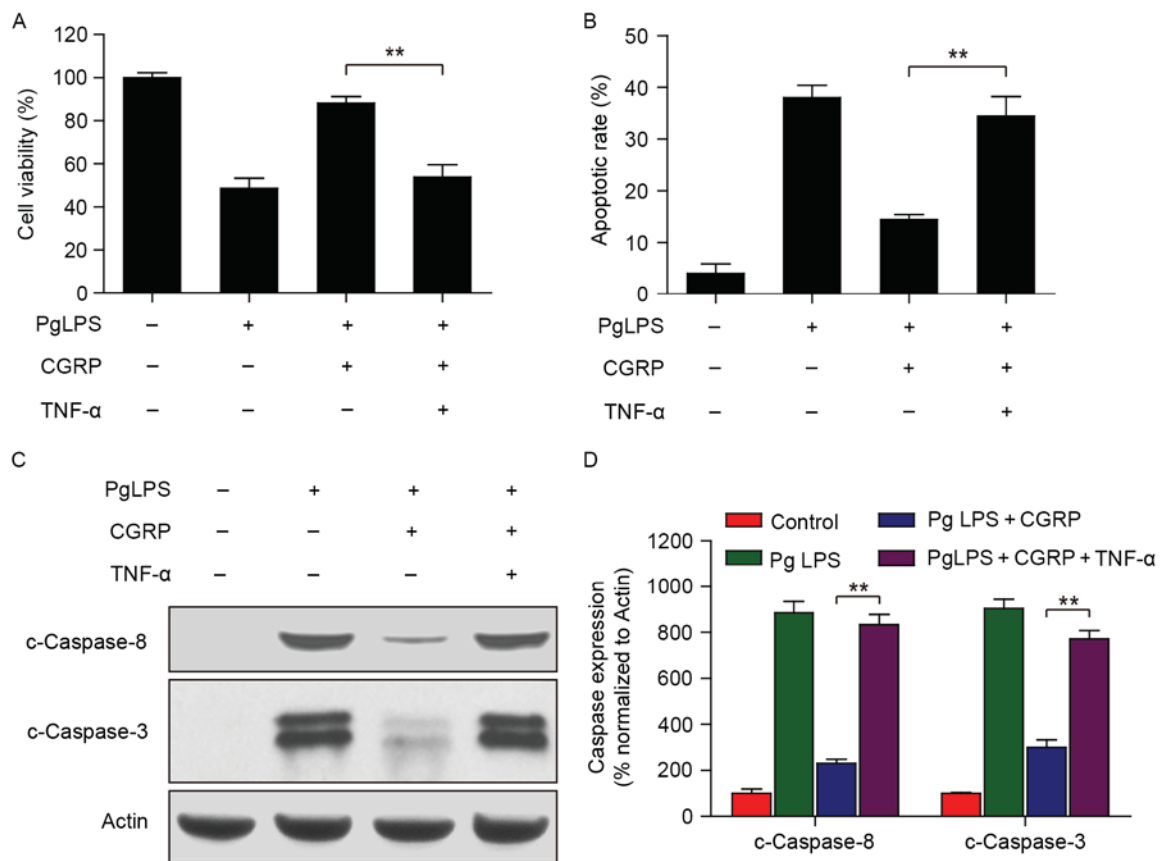 A
Cell viability (%)
120
100
80
60
40
20
0
**
PgLPS – + + +
CGRP – – + +
TNF-α – – – +
B
Apoptotic rate (%)
50
40
30
20
10
0
**
PgLPS – + + +
CGRP – – + +
TNF-α – – – +
C
PgLPS – + + +
CGRP – – + +
TNF-α – – – +
c-Caspase-8
c-Caspase-3
Actin
D
Control
Pg LPS + CGRP
Pg LPS
PgLPS + CGRP + TNF-α
Caspase expression
(% normalized to Actin)
1200
1000
800
600
400
200
0
**
**
c-Caspase-8
c-Caspase-3